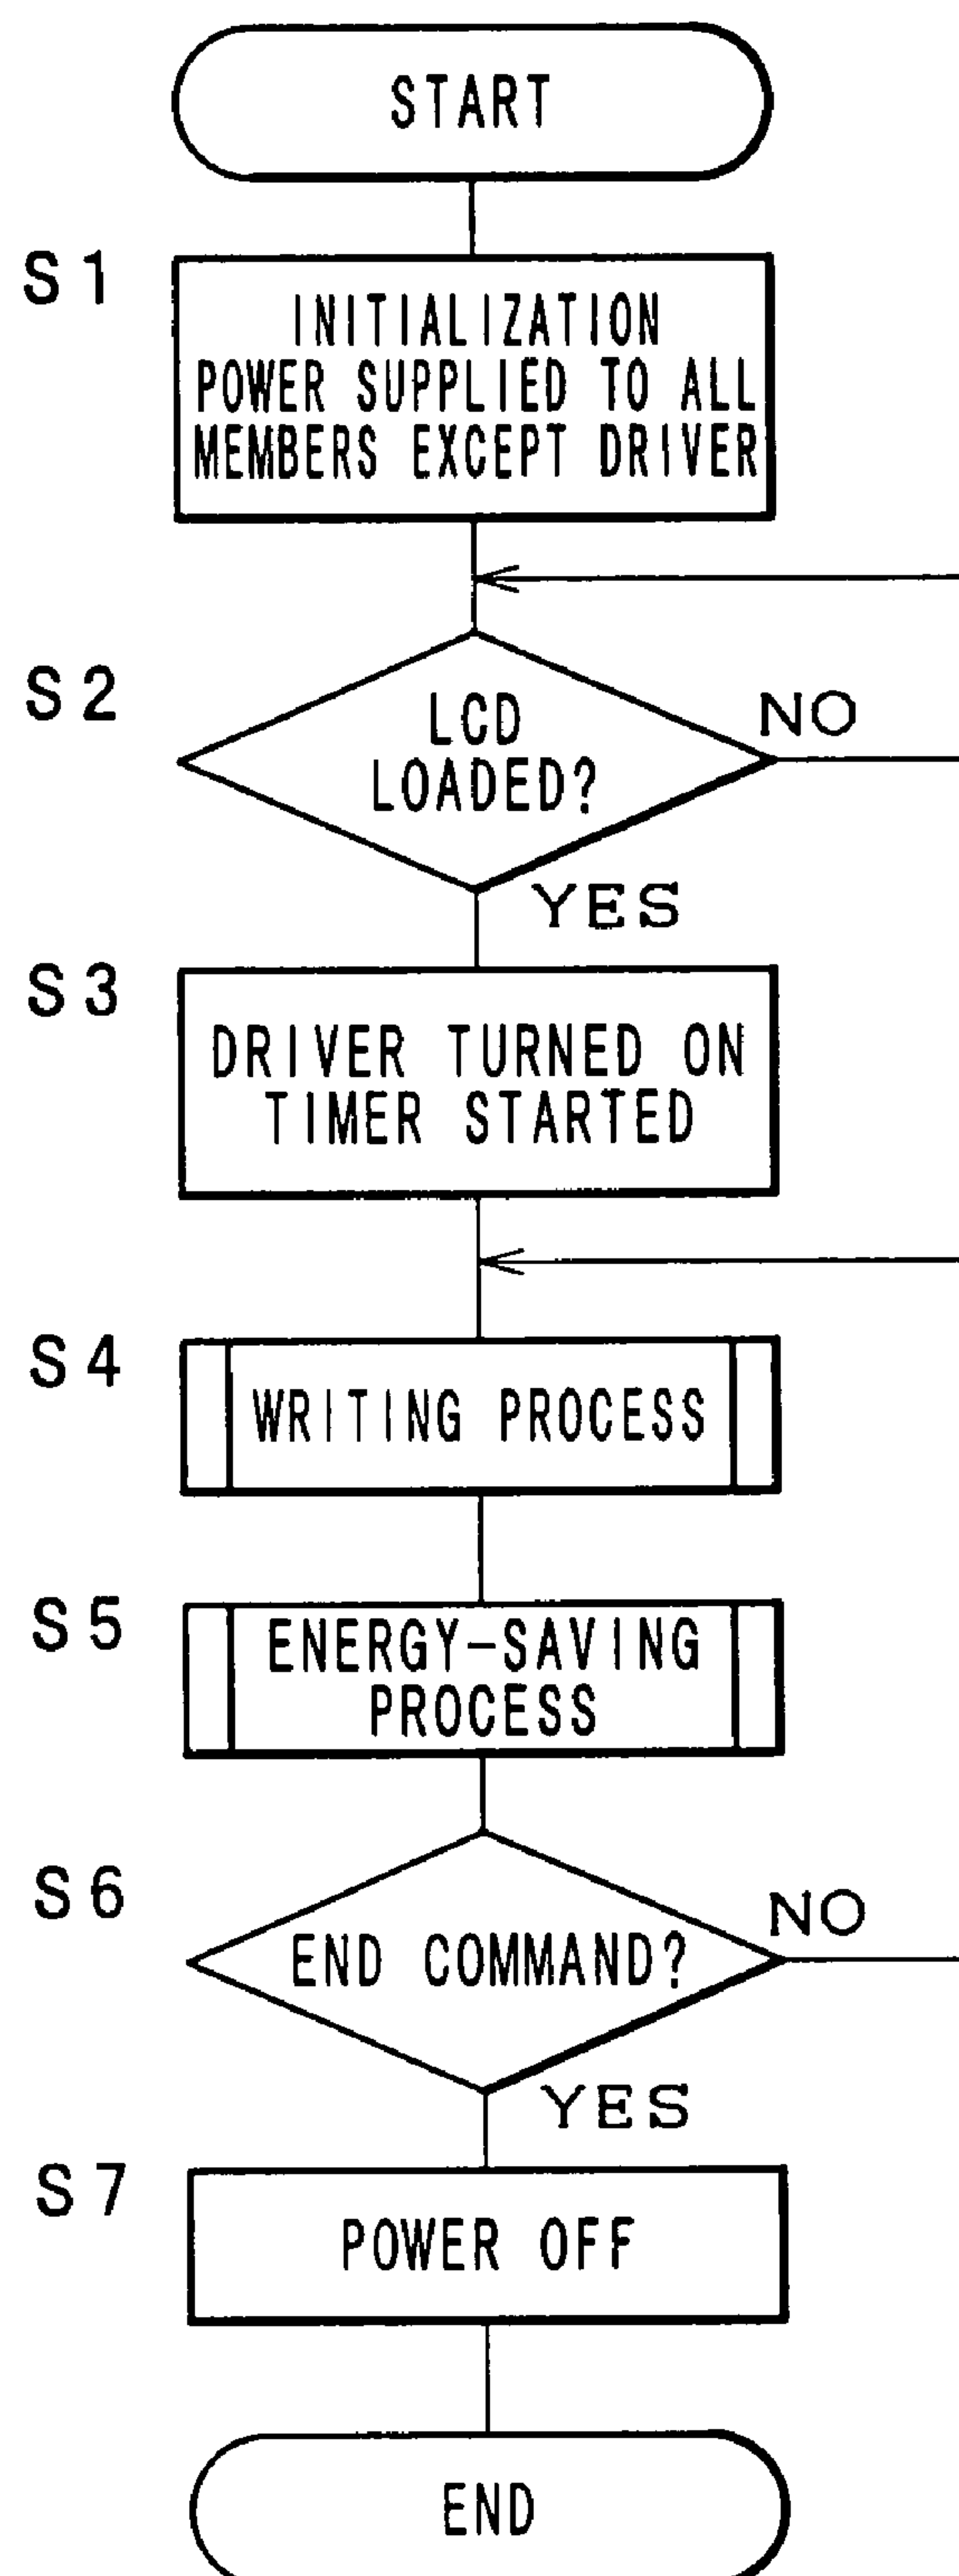 START
S1
INITIALIZATION
POWER SUPPLIED TO ALL
MEMBERS EXCEPT DRIVER
S2
LCD
LOADED?
NO
YES
S3
DRIVER TURNED ON
TIMER STARTED
S4
WRITING PROCESS
S5
ENERGY-SAVING
PROCESS
S6
END COMMAND?
NO
YES
S7
POWER OFF
END